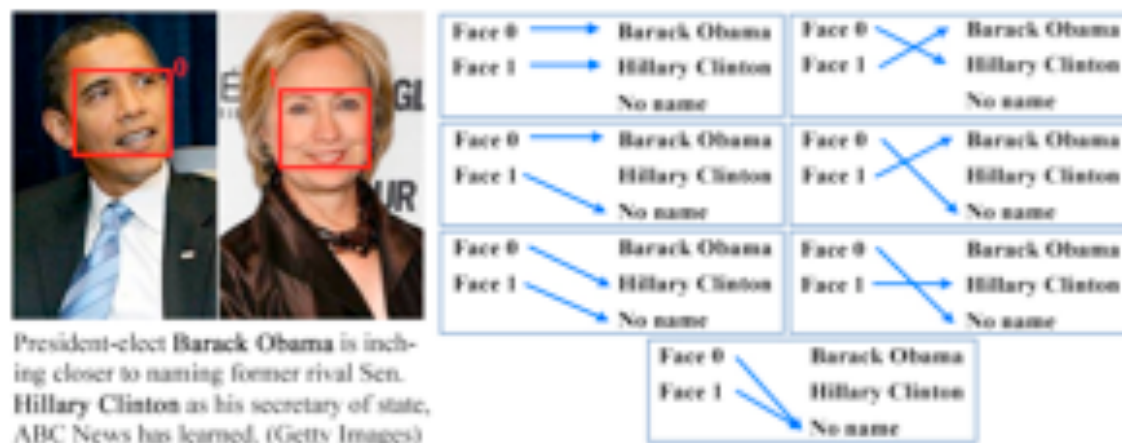 0
Face 0 Barack Obama
Face 1 Hillary Clinton
No name
Face 0 Barack Obama
Face 1 Hillary Clinton
No name
Face 0 Barack Obama
Face 1 Hillary Clinton
No name
Face 0 Barack Obama
Face 1 Hillary Clinton
No name
Face 0 Barack Obama
Face 1 Hillary Clinton
No name
Face 0 Barack Obama
Face 1 Hillary Clinton
No name
Face 0 Barack Obama
Face 1 Hillary Clinton
No name
President-elect Barack Obama is inch-
ing closer to naming former rival Sen.
Hillary Clinton as his secretary of state,
ABC News has learned. (Getty Images)